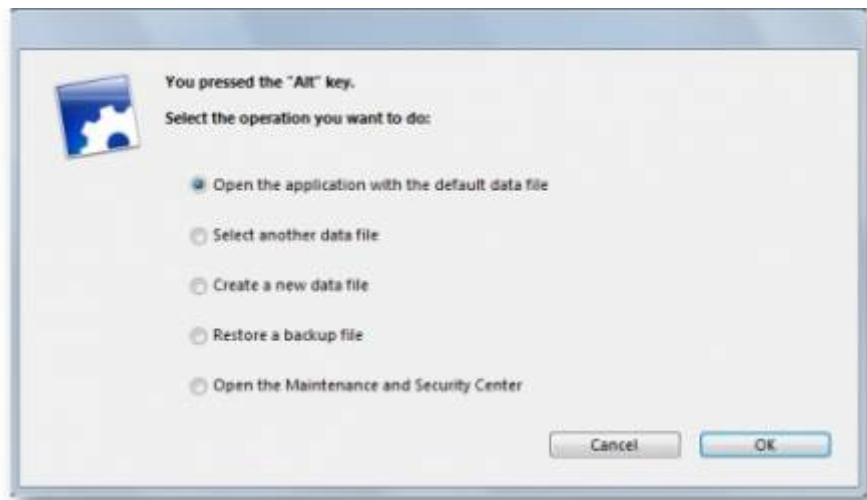 You pressed the "Alt" key.
Select the operation you want to do:
Open the application with the default data file
Select another data file
Create a new data file
Restore a backup file
Open the Maintenance and Security Center
Cancel
OK